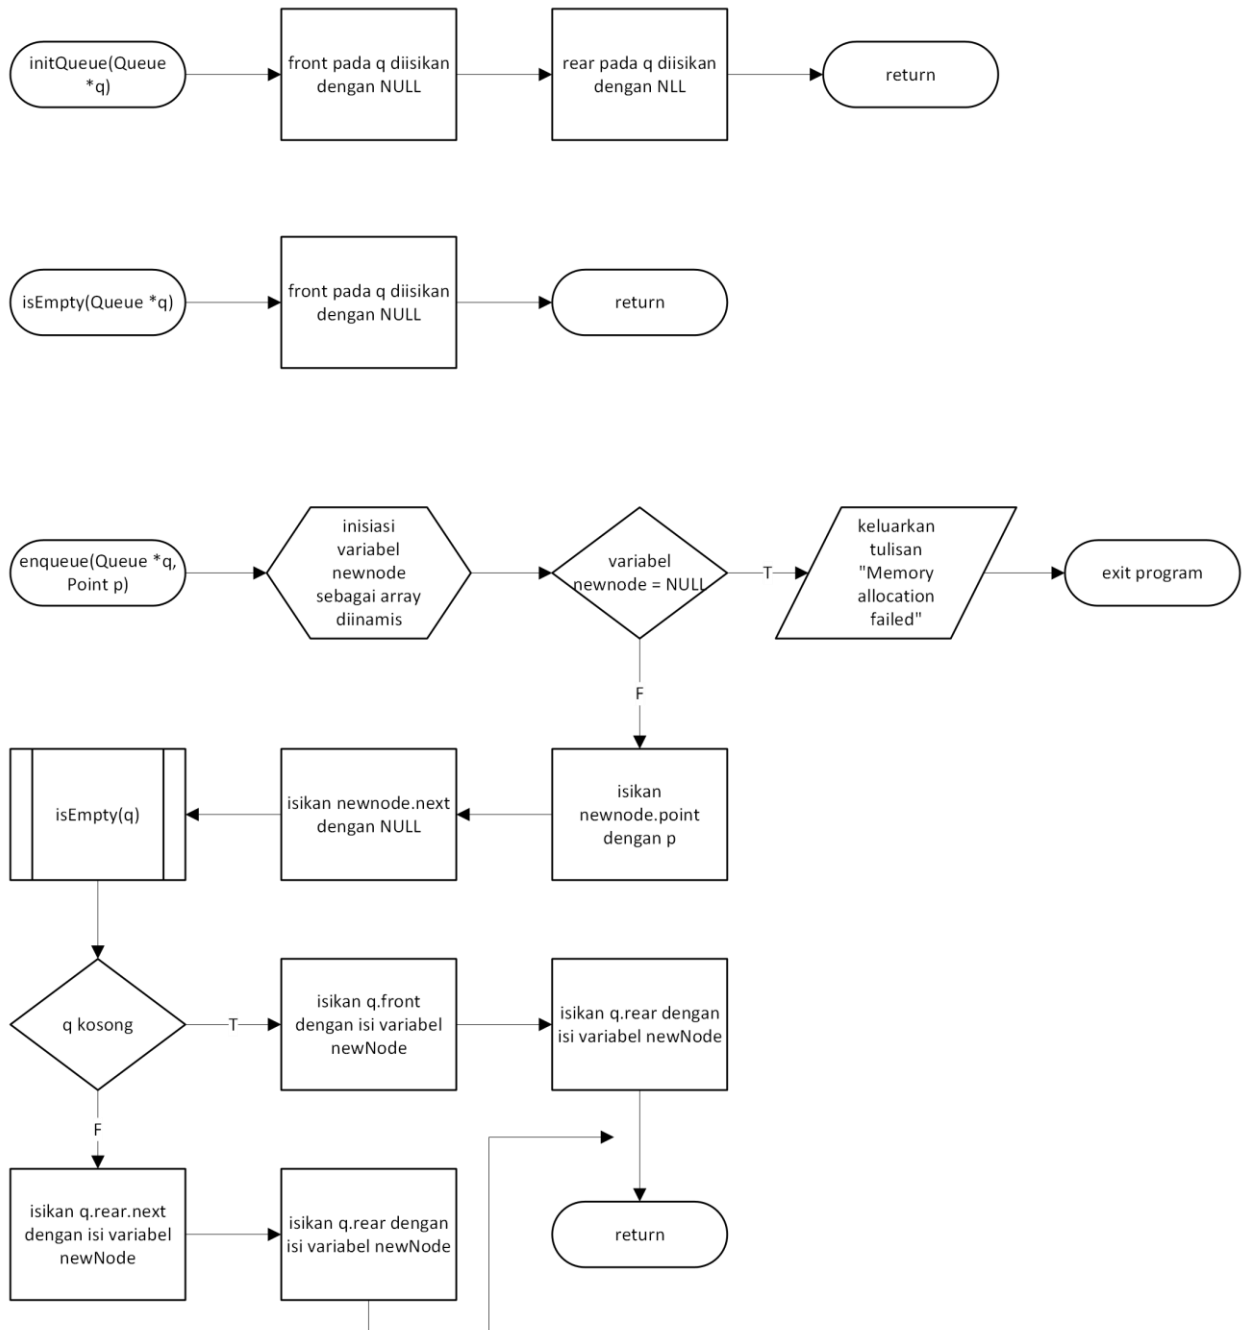 initQueue(Queue
*q)
front pada q diisikan
dengan NULL
rear pada q diisikan
dengan NLL
return
isEmpty(Queue *q)
front pada q diisikan
dengan NULL
return
enqueue(Queue *q,
Point p)
inisiasi
variabel
newnode
sebagai array
diinamis
variabel
newnode = NULL
T
keluarkan
tulisan
"Memory
allocation
failed"
exit program
F
isEmpty(q)
isikan newnode.next
dengan NULL
isikan
newnode.point
dengan p
q kosong
T
isikan q.front
dengan isi variabel
newNode
isikan q.rear dengan
isi variabel newNode
F
isikan q.rear.next
dengan isi variabel
newNode
isikan q.rear dengan
isi variabel newNode
return